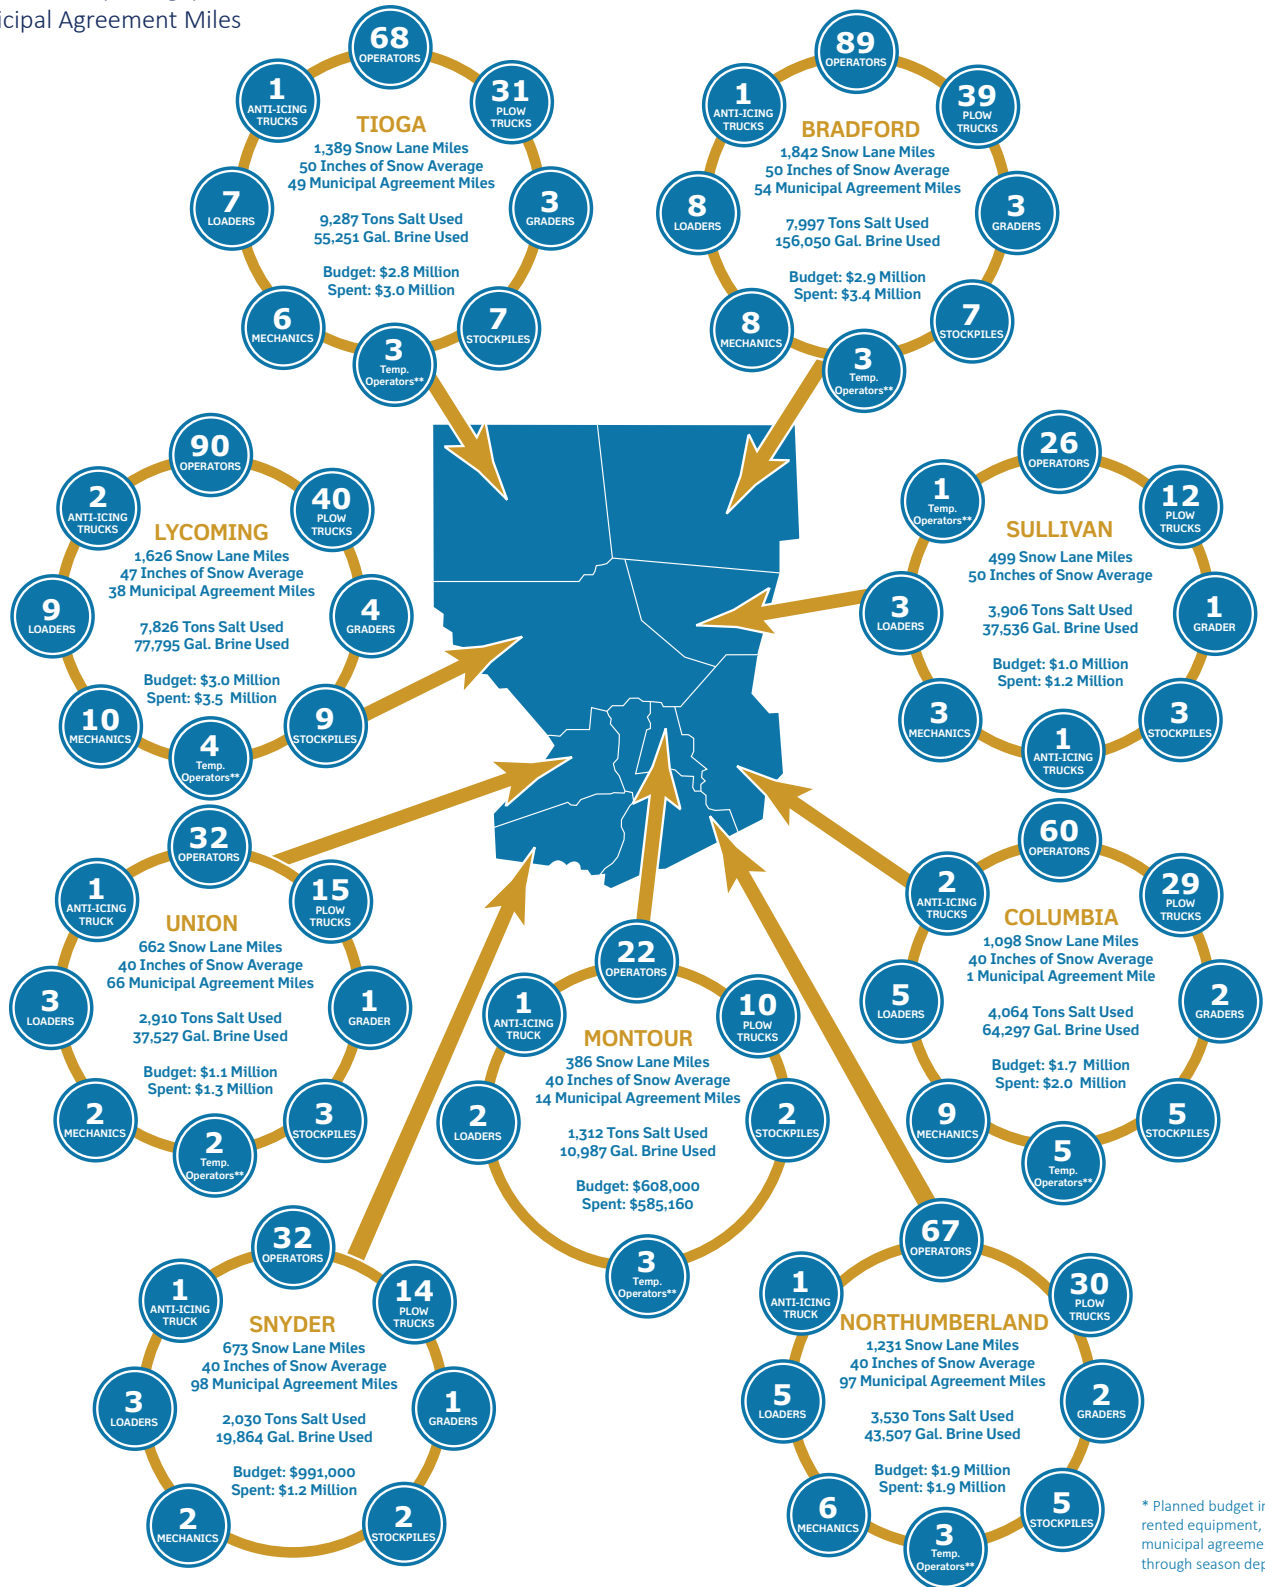 icipal Agreement Miles
68
OPERATORS
1
ANTI-ICING
TRUCKS
31
PLOW
TRUCKS
TIOGA
1,389 Snow Lane Miles
50 Inches of Snow Average
49 Municipal Agreement Miles
7
LOADERS
3
GRADERS
9,287 Tons Salt Used
55,251 Gal. Brine Used
Budget: $2.8 Million
Spent: $3.0 Million
6
MECHANICS
7
STOCKPILES
3
Temp.
Operators**
89
OPERATORS
1
ANTI-ICING
TRUCKS
39
PLOW
TRUCKS
BRADFORD
1,842 Snow Lane Miles
50 Inches of Snow Average
54 Municipal Agreement Miles
8
LOADERS
3
GRADERS
7,997 Tons Salt Used
156,050 Gal. Brine Used
Budget: $2.9 Million
Spent: $3.4 Million
8
MECHANICS
7
STOCKPILES
3
Temp.
Operators**
90
OPERATORS
2
ANTI-ICING
TRUCKS
40
PLOW
TRUCKS
LYCOMING
1,626 Snow Lane Miles
47 Inches of Snow Average
38 Municipal Agreement Miles
9
LOADERS
4
GRADERS
7,826 Tons Salt Used
77,795 Gal. Brine Used
Budget: $3.0 Million
Spent: $3.5 Million
10
MECHANICS
9
STOCKPILES
4
Temp.
Operators**
26
OPERATORS
1
Temp.
Operators**
12
PLOW
TRUCKS
SULLIVAN
499 Snow Lane Miles
50 Inches of Snow Average
3
LOADERS
1
GRADER
3,906 Tons Salt Used
37,536 Gal. Brine Used
Budget: $1.0 Million
Spent: $1.2 Million
3
MECHANICS
3
STOCKPILES
1
ANTI-ICING
TRUCKS
32
OPERATORS
1
ANTI-ICING
TRUCK
15
PLOW
TRUCKS
UNION
662 Snow Lane Miles
40 Inches of Snow Average
66 Municipal Agreement Miles
3
LOADERS
1
GRADER
2,910 Tons Salt Used
37,527 Gal. Brine Used
Budget: $1.1 Million
Spent: $1.3 Million
2
MECHANICS
3
STOCKPILES
2
Temp.
Operators**
60
OPERATORS
2
ANTI-ICING
TRUCKS
29
PLOW
TRUCKS
COLUMBIA
1,098 Snow Lane Miles
40 Inches of Snow Average
1 Municipal Agreement Mile
5
LOADERS
2
GRADERS
4,064 Tons Salt Used
64,297 Gal. Brine Used
Budget: $1.7 Million
Spent: $2.0 Million
9
MECHANICS
5
STOCKPILES
5
Temp.
Operators**
22
OPERATORS
1
ANTI-ICING
TRUCK
10
PLOW
TRUCKS
MONTOUR
386 Snow Lane Miles
40 Inches of Snow Average
14 Municipal Agreement Miles
2
LOADERS
2
STOCKPILES
1,312 Tons Salt Used
10,987 Gal. Brine Used
Budget: $608,000
Spent: $585,160
3
Temp.
Operators**
32
OPERATORS
1
ANTI-ICING
TRUCK
14
PLOW
TRUCKS
SNYDER
673 Snow Lane Miles
40 Inches of Snow Average
98 Municipal Agreement Miles
3
LOADERS
1
GRADERS
2,030 Tons Salt Used
19,864 Gal. Brine Used
Budget: $991,000
Spent: $1.2 Million
2
MECHANICS
2
STOCKPILES
67
OPERATORS
1
ANTI-ICING
TRUCK
30
PLOW
TRUCKS
NORTHUMBERLAND
1,231 Snow Lane Miles
40 Inches of Snow Average
97 Municipal Agreement Miles
5
LOADERS
2
GRADERS
3,530 Tons Salt Used
43,507 Gal. Brine Used
Budget: $1.9 Million
Spent: $1.9 Million
6
MECHANICS
5
STOCKPILES
3
Temp.
Operators**
* Planned budget in
rented equipment,
municipal agreeme
through season dep